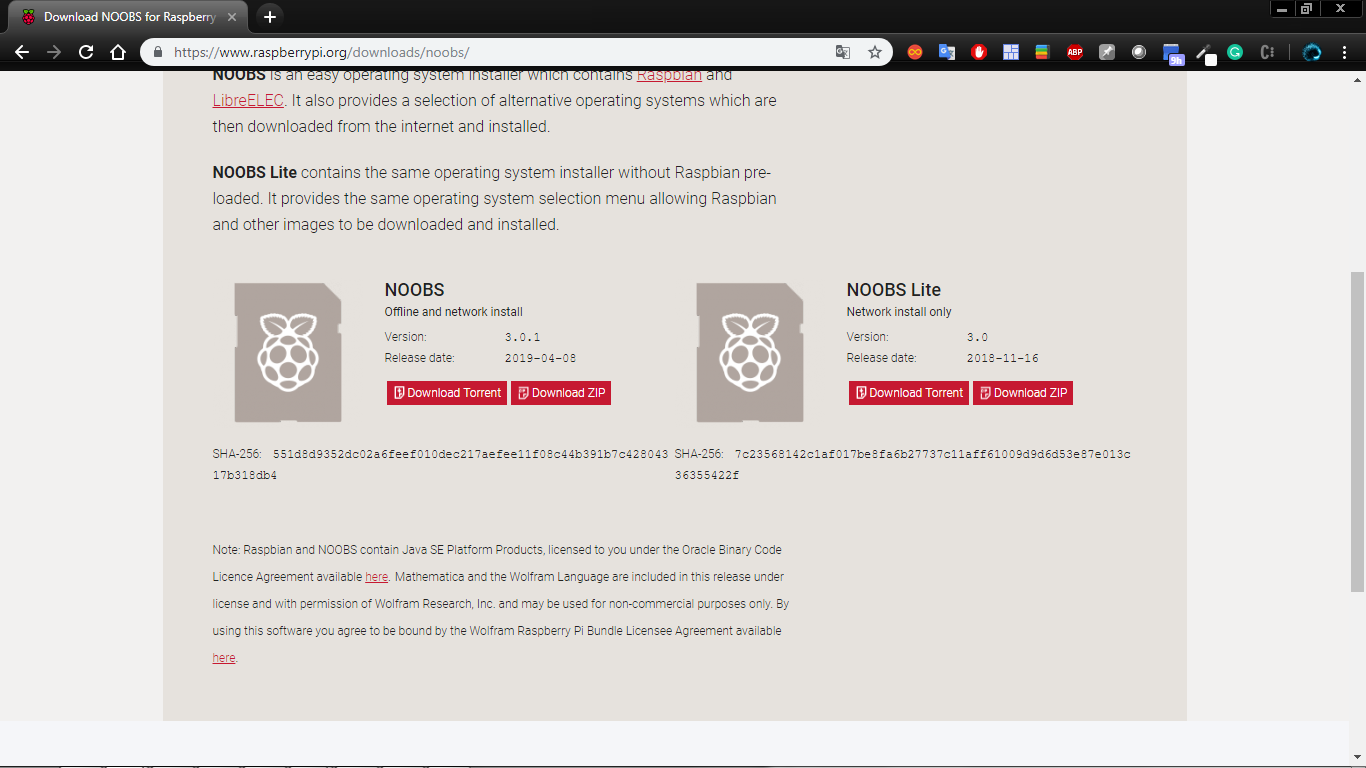 Download NOOBS for Raspberry
https://www.raspberrypi.org/downloads/noobs/
ABP
9h
NOOBS is an easy operating system installer which contains Raspbian and
LibreELEC. It also provides a selection of alternative operating systems which are
then downloaded from the internet and installed.
NOOBS Lite contains the same operating system installer without Raspbian pre-
loaded. It provides the same operating system selection menu allowing Raspbian
and other images to be downloaded and installed.
NOOBS
Offline and network install
Version: 3.0.1
Release date: 2019-04-08
Download Torrent Download ZIP
SHA-256: 551d8d9352dc02a6feef010dec217aefee11f08c44b391b7c428043
17b318db4
NOOBS Lite
Network install only
Version: 3.0
Release date: 2018-11-16
Download Torrent Download ZIP
SHA-256: 7c23568142c1af017be8fa6b27737c11aff61009d9d6d53e87e013c
36355422f
Note: Raspbian and NOOBS contain Java SE Platform Products, licensed to you under the Oracle Binary Code
Licence Agreement available here. Mathematica and the Wolfram Language are included in this release under
license and with permission of Wolfram Research, Inc. and may be used for non-commercial purposes only. By
using this software you agree to be bound by the Wolfram Raspberry Pi Bundle Licensee Agreement available
here.